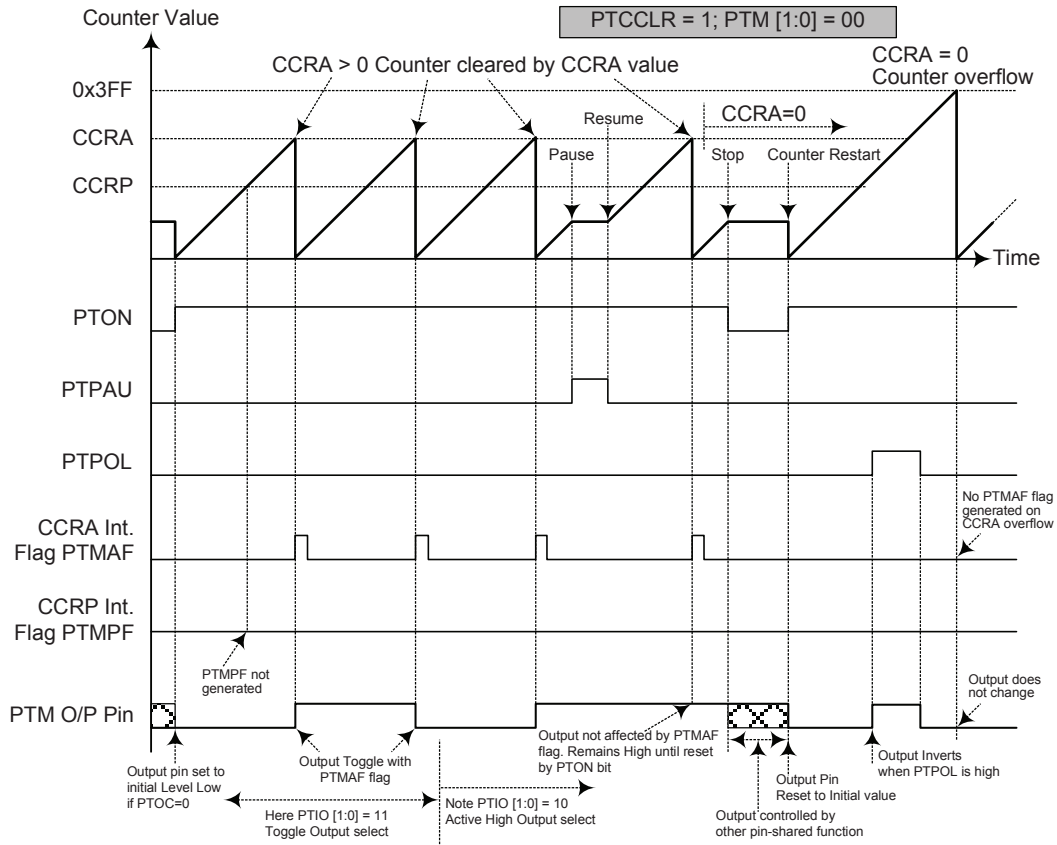 Counter Value
PTCCLR = 1; PTM [1:0] = 00
CCRA > 0 Counter cleared by CCRA value
CCRA = 0
Counter overflow
0x3FF
CCRA
CCRP
Resume
CCRA=0
Pause
Stop
Counter Restart
Time
PTON
PTPAU
PTPOL
No PTMAF flag
generated on
CCRA overflow
CCRA Int.
Flag PTMAF
CCRP Int.
Flag PTMPF
PTMPF not
generated
Output does
not change
PTM O/P Pin
Output pin set to
initial Level Low
if PTOC=0
Output Toggle with
PTMAF flag
Output not affected by PTMAF
flag. Remains High until reset
by PTON bit
Output Inverts
when PTPOL is high
Output Pin
Reset to Initial value
Here PTIO [1:0] = 11
Toggle Output select
Note PTIO [1:0] = 10
Active High Output select
Output controlled by
other pin-shared function